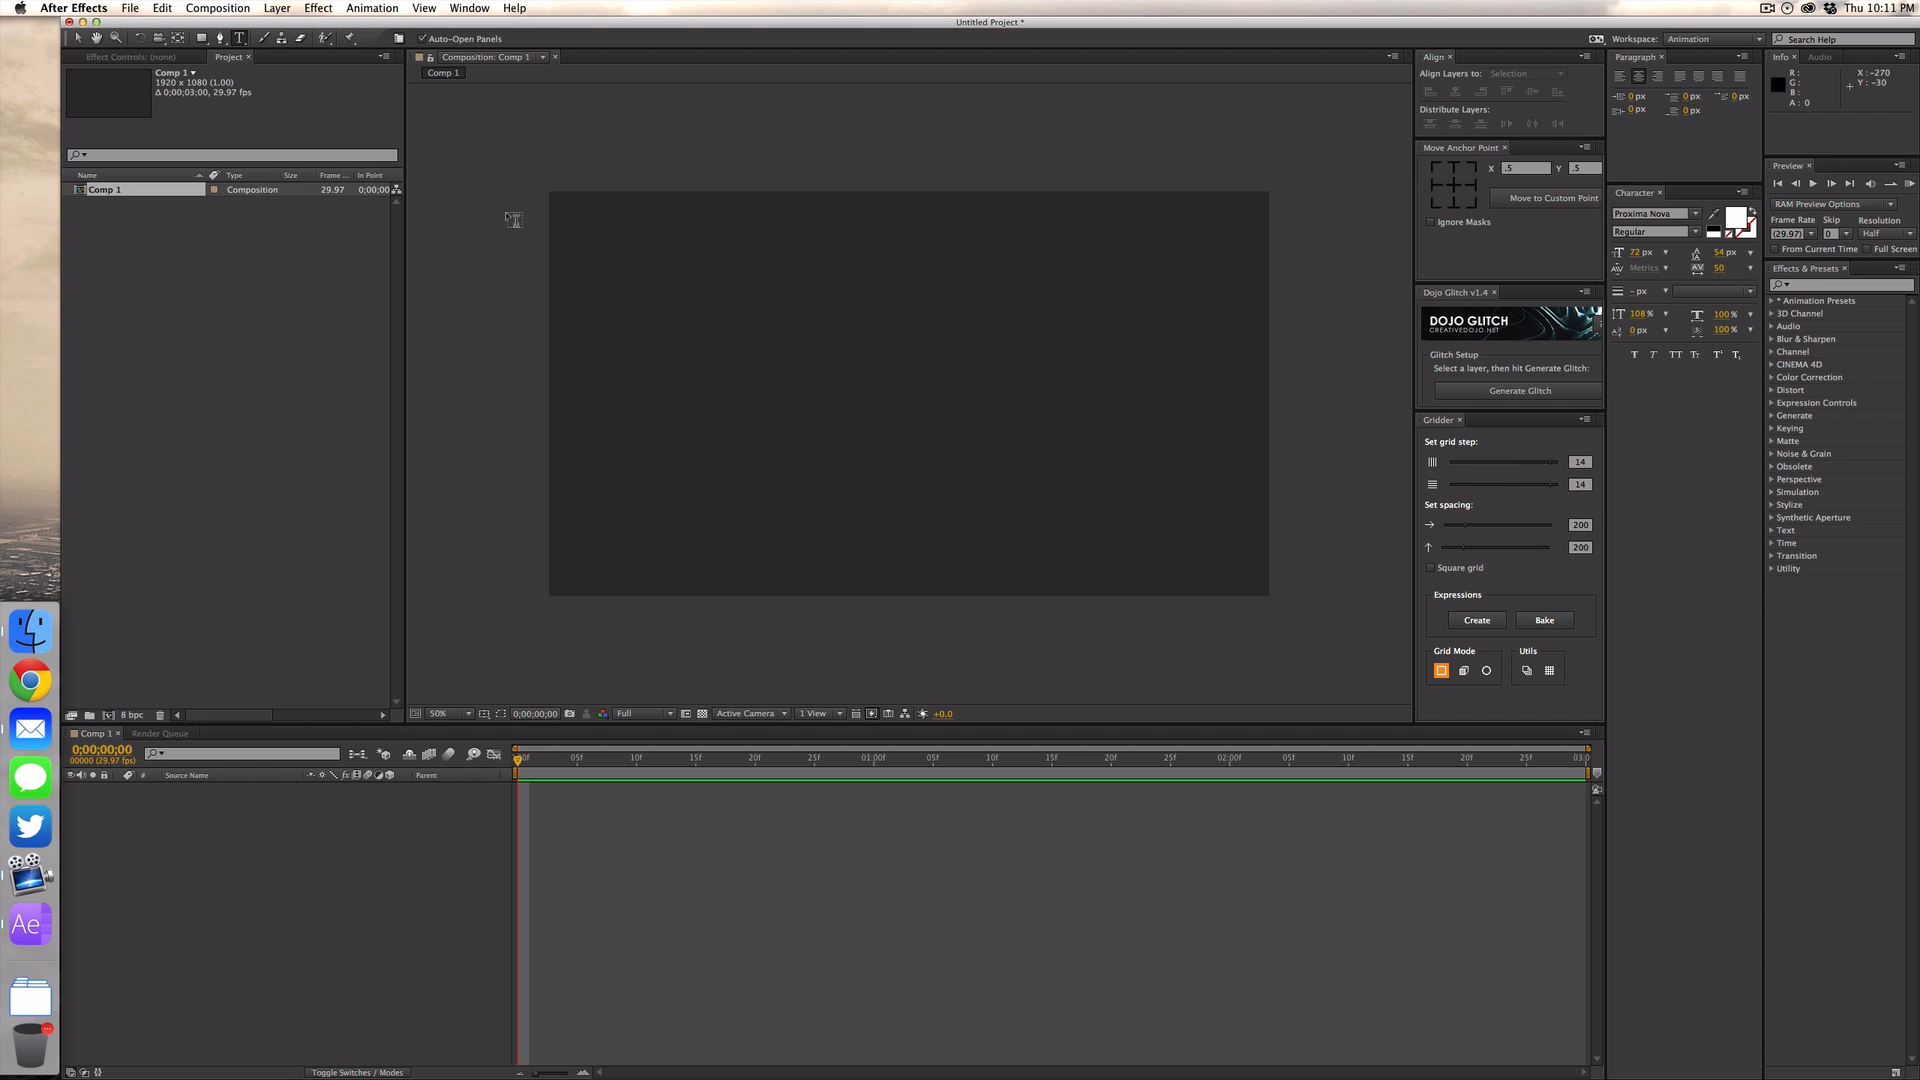 After Effects File Edit Composition Layer Effect Animation View Window Help
Thu 10:11 PM
Untitled Project *
Auto-Open Panels
Workspace: Animation
Search Help
Effect Controls: (none)
Project
Comp 1
1920 x 1080 (1.00)
Δ 0;00;03;00, 29.97 fps
Name Type Size Frame ... In Point
Comp 1 Composition 29.97 0;00;00
8 bpc
Composition: Comp 1
Comp 1
50%
0;00;00;00
Full
Active Camera
1 View
+0.0
Align
Align Layers to: Selection
Distribute Layers:
Move Anchor Point
X .5 Y .5
Move to Custom Point
Ignore Masks
Dojo Glitch v1.4
DOJO GLITCH
CREATIVEDOJO.NET
Glitch Setup
Select a layer, then hit Generate Glitch:
Generate Glitch
Gridder
Set grid step:
14
14
Set spacing:
200
200
Square grid
Expressions
Create Bake
Grid Mode Utils
Paragraph
0 px 0 px 0 px
0 px 0 px
Character
Proxima Nova
Regular
72 px 54 px
Metrics 50
- px
108 % 100 %
0 px 100 %
T T TT Tt T¹ T₁
Info Audio
R :
G :
B :
A : 0
X : -270
Y : -30
Preview
RAM Preview Options
Frame Rate Skip Resolution
(29.97) 0 Half
From Current Time Full Screen
Effects & Presets
* Animation Presets
3D Channel
Audio
Blur & Sharpen
Channel
CINEMA 4D
Color Correction
Distort
Expression Controls
Generate
Keying
Matte
Noise & Grain
Obsolete
Perspective
Simulation
Stylize
Synthetic Aperture
Text
Time
Transition
Utility
Comp 1 Render Queue
0;00;00;00
00000 (29.97 fps)
# Source Name Parent
00f 05f 10f 15f 20f 25f 01:00f 05f 10f 15f 20f 25f 02:00f 05f 10f 15f 20f 25f 03:0
Toggle Switches / Modes
Ae